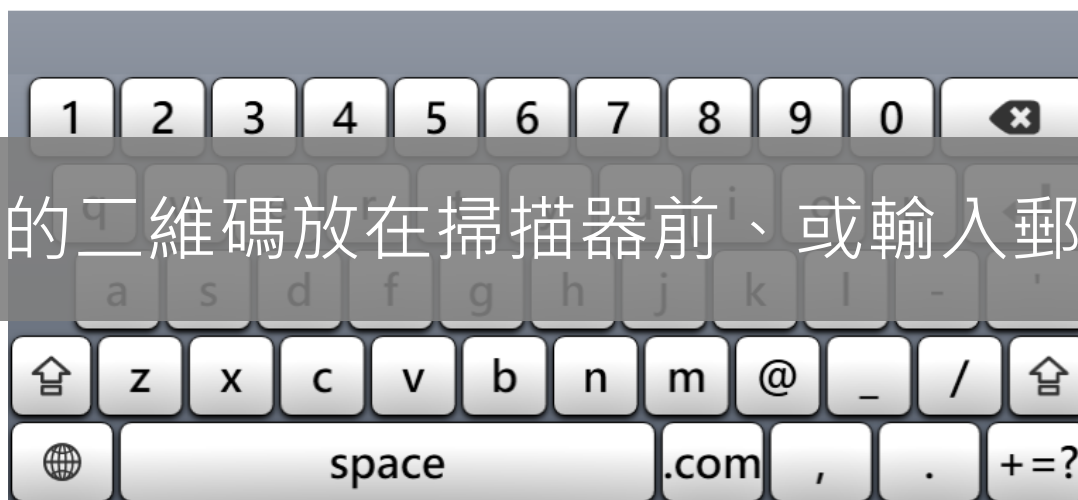 1 2 3 4 5 6 7 8 9 0
q w e r t y u i o p
的二維碼放在掃描器前、或輸入郵
a s d f g h j k l - '
z x c v b n m @ _ /
space .com , . +=?